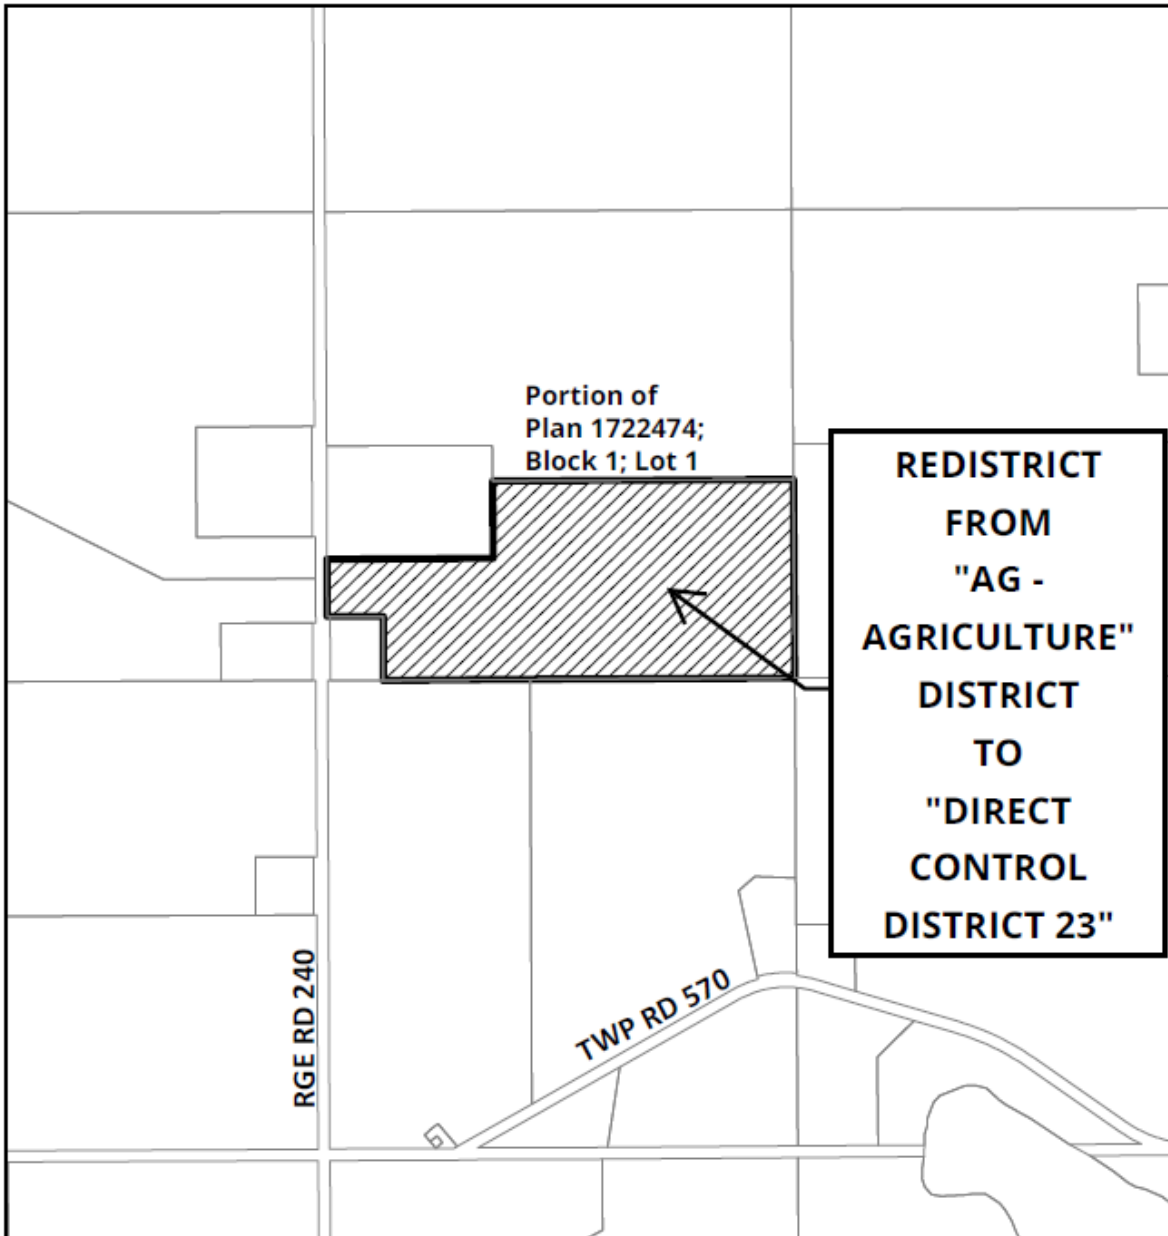 Portion of
Plan 1722474;
Block 1; Lot 1
REDISTRICT
FROM
"AG -
AGRICULTURE"
DISTRICT
TO
"DIRECT
CONTROL
DISTRICT 23"
RGE RD 240
TWP RD 570